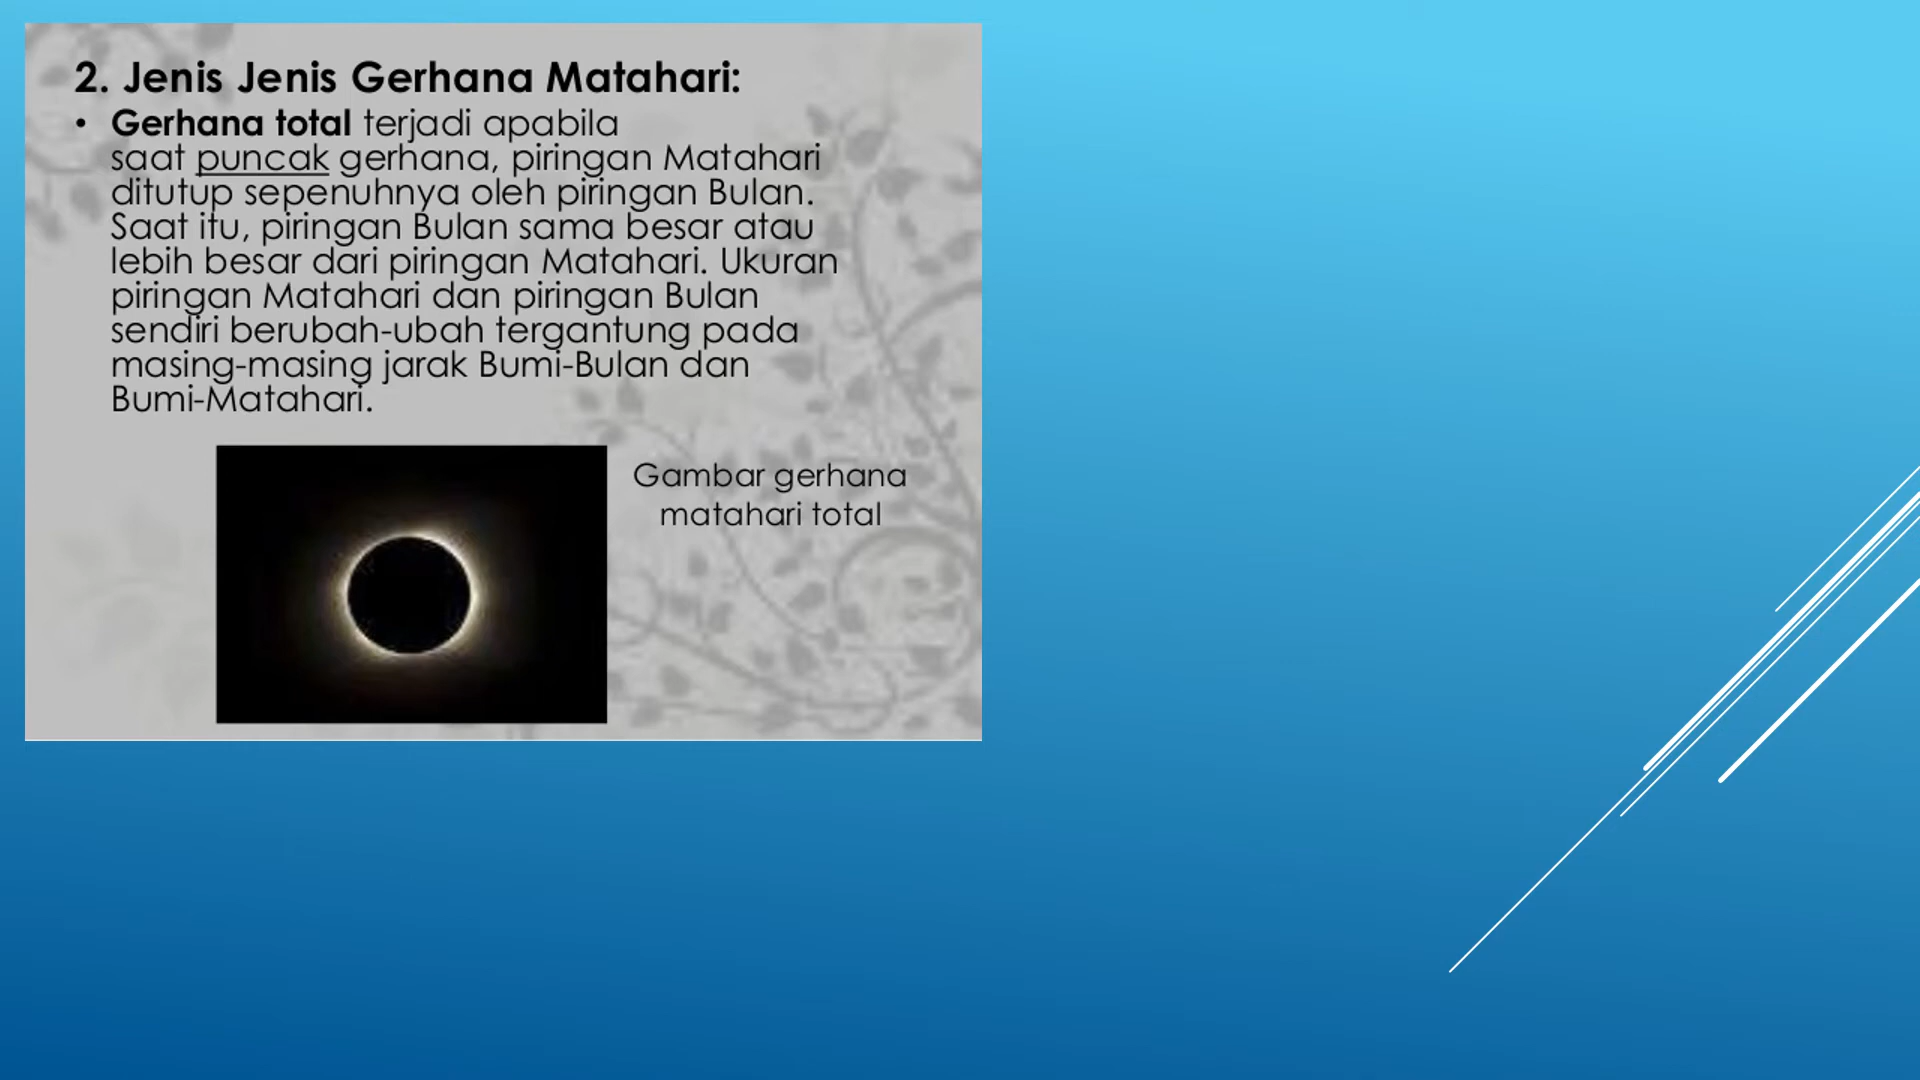 2. Jenis Jenis Gerhana Matahari:
• Gerhana total terjadi apabila
saat puncak gerhana, piringan Matahari
ditutup sepenuhnya oleh piringan Bulan.
Saat itu, piringan Bulan sama besar atau
lebih besar dari piringan Matahari. Ukuran
piringan Matahari dan piringan Bulan
sendiri berubah-ubah tergantung pada
masing-masing jarak Bumi-Bulan dan
Bumi-Matahari.
Gambar gerhana
matahari total